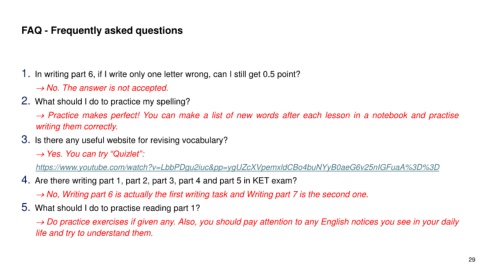 FAQ - Frequently asked questions
1. In writing part 6, if I write only one letter wrong, can I still get 0.5 point?
→ No. The answer is not accepted.
2. What should I do to practice my spelling?
→ Practice makes perfect! You can make a list of new words after each lesson in a notebook and practise
writing them correctly.
3. Is there any useful website for revising vocabulary?
→ Yes. You can try “Quizlet”:
https://www.youtube.com/watch?v=LbbPDgu2iuc&pp=ygUZcXVpemxldCBo4buNYyB0aeG6v25nIGFuaA%3D%3D
4. Are there writing part 1, part 2, part 3, part 4 and part 5 in KET exam?
→ No, Writing part 6 is actually the first writing task and Writing part 7 is the second one.
5. What should I do to practise reading part 1?
→ Do practice exercises if given any. Also, you should pay attention to any English notices you see in your daily
life and try to understand them.
29